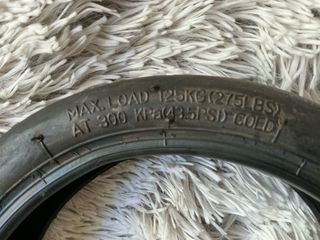 MAX. LOAD 125KG(275LBS)
AT 300 KPa(43.5PSI) COLD